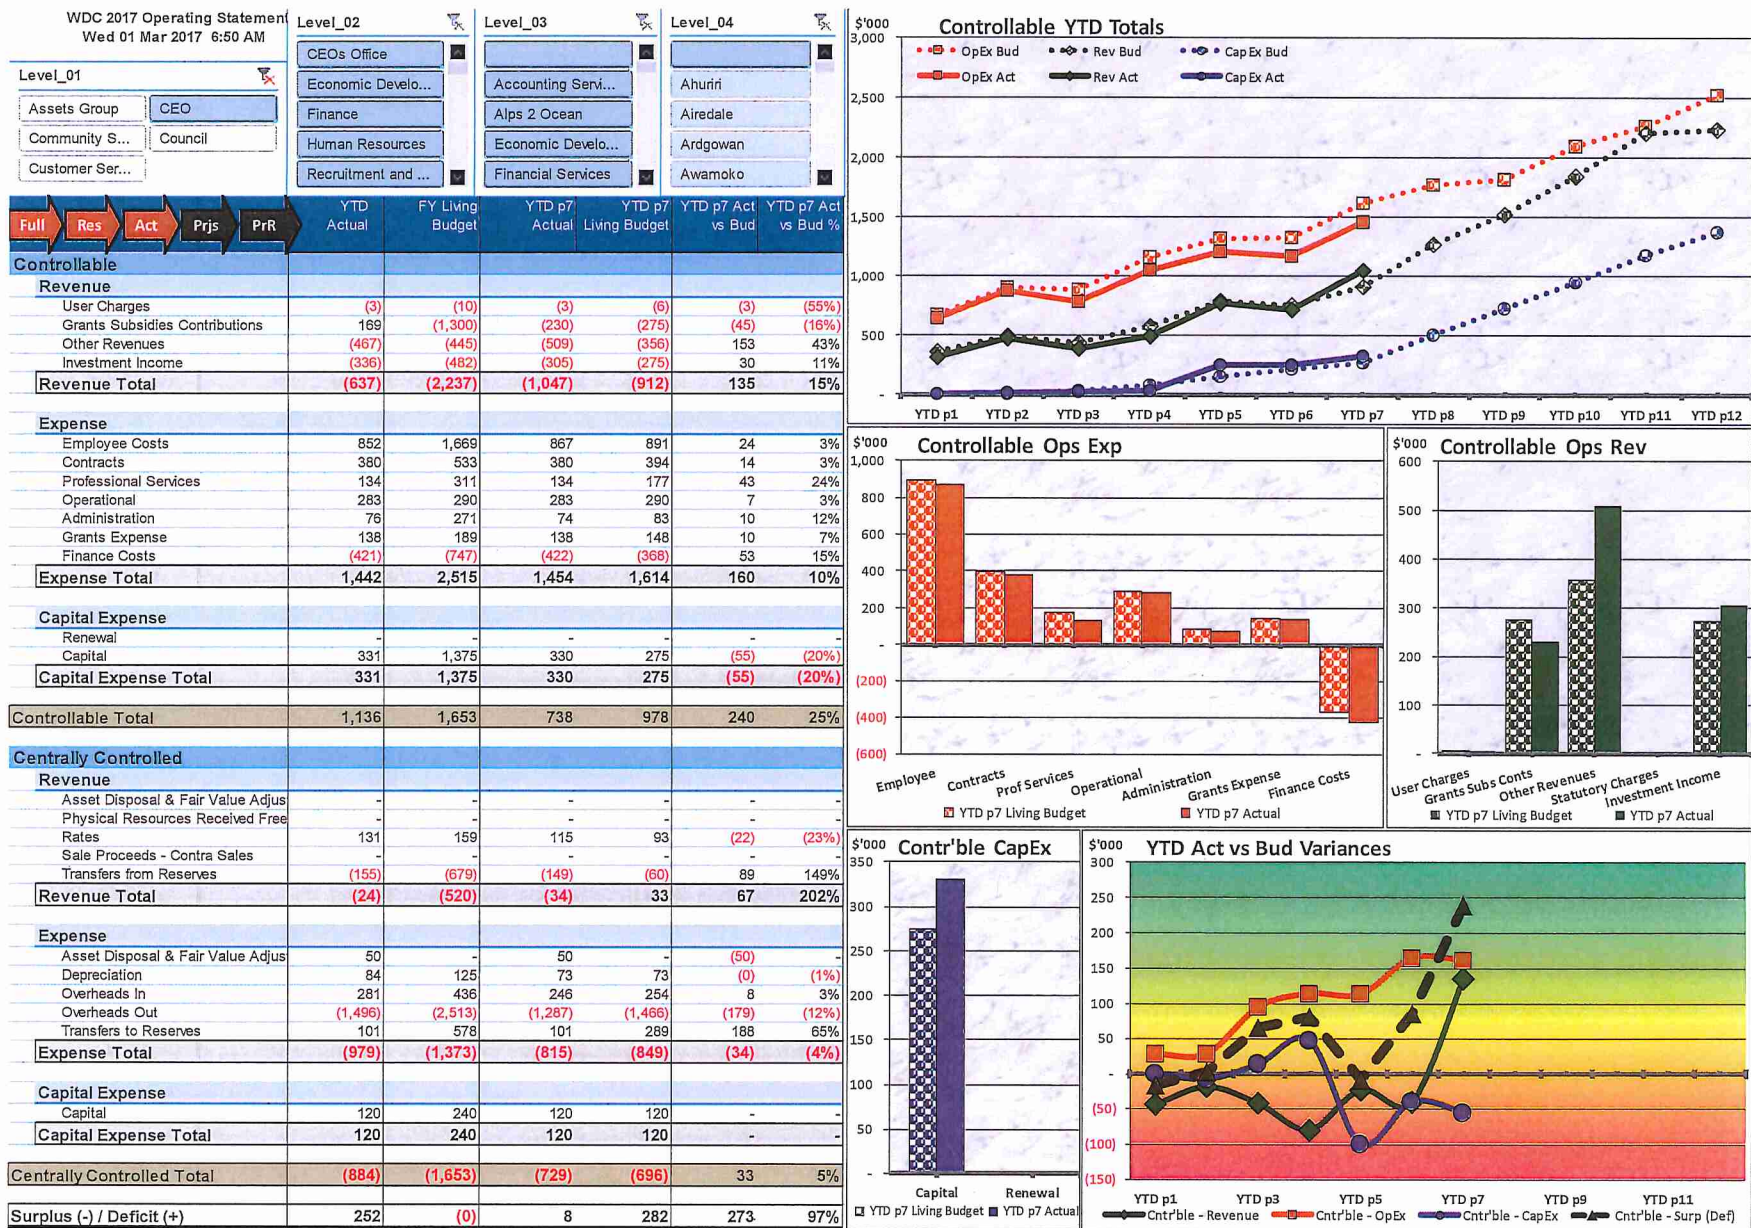 WDC 2017 Operating Statement
Wed 01 Mar 2017 6:50 AM
Level_01
Assets Group CEO
Community S... Council
Customer Ser...
Level_02
CEOs Office
Economic Develo...
Finance
Human Resources
Recruitment and ...
Level_03
Accounting Servi...
Alps 2 Ocean
Economic Develo...
Financial Services
Level_04
Ahuriri
Airedale
Ardgowan
Awamoko
Full Res Act Prjs PrR
YTD Actual FY Living Budget YTD p7 Actual YTD p7 Living Budget YTD p7 Act vs Bud YTD p7 Act vs Bud %
Controllable
Revenue
User Charges (3) (10) (3) (6) (3) (55%)
Grants Subsidies Contributions 169 (1,300) (230) (275) (45) (16%)
Other Revenues (467) (445) (509) (356) 153 43%
Investment Income (336) (482) (305) (275) 30 11%
Revenue Total (637) (2,237) (1,047) (912) 135 15%
Expense
Employee Costs 852 1,669 867 891 24 3%
Contracts 380 533 380 394 14 3%
Professional Services 134 311 134 177 43 24%
Operational 283 290 283 290 7 3%
Administration 76 271 74 83 10 12%
Grants Expense 138 189 138 148 10 7%
Finance Costs (421) (747) (422) (368) 53 15%
Expense Total 1,442 2,515 1,454 1,614 160 10%
Capital Expense
Renewal - - - - - -
Capital 331 1,375 330 275 (55) (20%)
Capital Expense Total 331 1,375 330 275 (55) (20%)
Controllable Total 1,136 1,653 738 978 240 25%
Centrally Controlled
Revenue
Asset Disposal & Fair Value Adjus - - - - - -
Physical Resources Received Free - - - - - -
Rates 131 159 115 93 (22) (23%)
Sale Proceeds - Contra Sales - - - - - -
Transfers from Reserves (155) (679) (149) (60) 89 149%
Revenue Total (24) (520) (34) 33 67 202%
Expense
Asset Disposal & Fair Value Adjus 50 - 50 - (50) -
Depreciation 84 125 73 73 (0) (1%)
Overheads In 281 436 246 254 8 3%
Overheads Out (1,496) (2,513) (1,287) (1,466) (179) (12%)
Transfers to Reserves 101 578 101 289 188 65%
Expense Total (979) (1,373) (815) (849) (34) (4%)
Capital Expense
Capital 120 240 120 120 - -
Capital Expense Total 120 240 120 120 - -
Centrally Controlled Total (884) (1,653) (729) (696) 33 5%
Surplus (-) / Deficit (+) 252 (0) 8 282 273 97%
$'000 Controllable YTD Totals
OpEx Bud Rev Bud CapEx Bud
OpEx Act Rev Act CapEx Act
3,000
2,500
2,000
1,500
1,000
500
-
YTD p1 YTD p2 YTD p3 YTD p4 YTD p5 YTD p6 YTD p7 YTD p8 YTD p9 YTD p10 YTD p11 YTD p12
$'000 Controllable Ops Exp
1,000
800
600
400
200
-
(200)
(400)
(600)
Employee Contracts Prof Services Operational Administration Grants Expense Finance Costs
YTD p7 Living Budget YTD p7 Actual
$'000 Controllable Ops Rev
600
500
400
300
200
100
-
User Charges Grants Subs Conts Other Revenues Statutory Charges Investment Income
YTD p7 Living Budget YTD p7 Actual
$'000 Contr'ble CapEx
350
300
250
200
150
100
50
-
Capital Renewal
YTD p7 Living Budget YTD p7 Actual
$'000 YTD Act vs Bud Variances
300
250
200
150
100
50
-
(50)
(100)
(150)
YTD p1 YTD p3 YTD p5 YTD p7 YTD p9 YTD p11
Cntr'ble - Revenue Cntr'ble - OpEx Cntr'ble - CapEx Cntr'ble - Surp (Def)